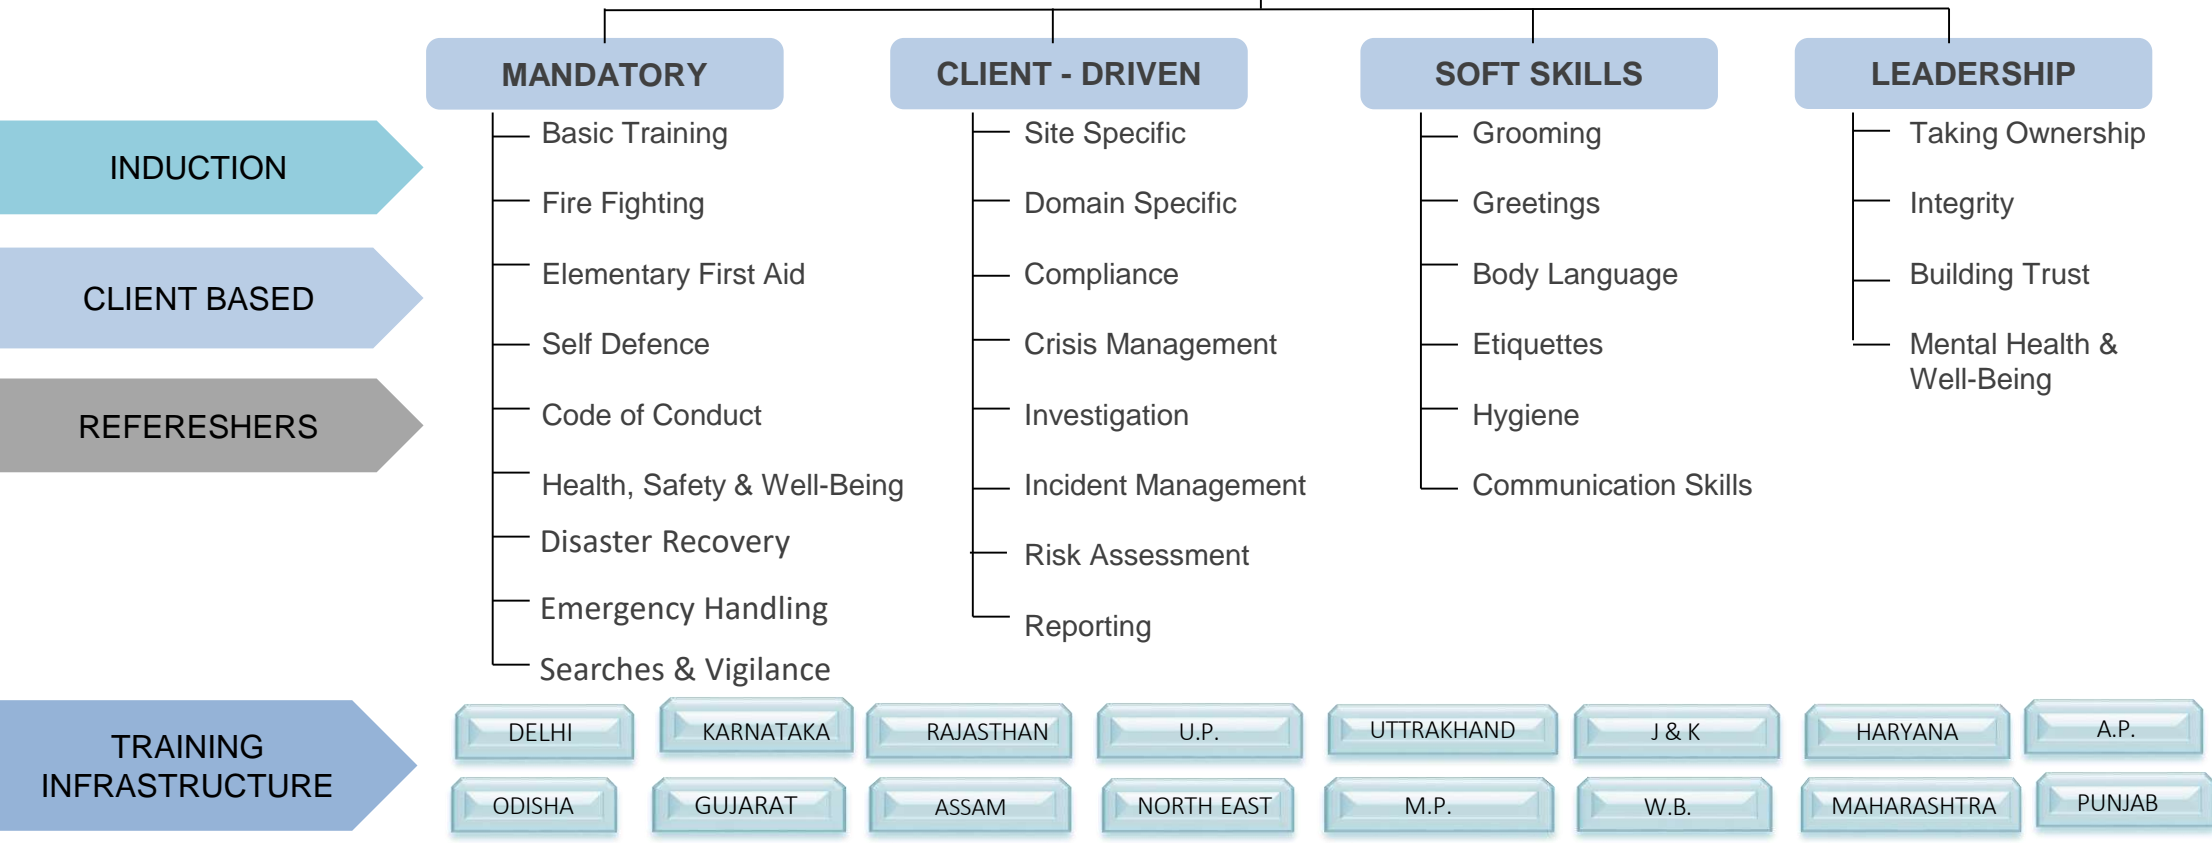 MANDATORY
CLIENT - DRIVEN
SOFT SKILLS
LEADERSHIP
INDUCTION
CLIENT BASED
REFERESHERS
Basic Training
Fire Fighting
Elementary First Aid
Self Defence
Code of Conduct
Health, Safety & Well-Being
Disaster Recovery
Emergency Handling
Searches & Vigilance
Site Specific
Domain Specific
Compliance
Crisis Management
Investigation
Incident Management
Risk Assessment
Reporting
Grooming
Greetings
Body Language
Etiquettes
Hygiene
Communication Skills
Taking Ownership
Integrity
Building Trust
Mental Health &
Well-Being
TRAINING
INFRASTRUCTURE
DELHI
KARNATAKA
RAJASTHAN
U.P.
UTTRAKHAND
J & K
HARYANA
A.P.
ODISHA
GUJARAT
ASSAM
NORTH EAST
M.P.
W.B.
MAHARASHTRA
PUNJAB